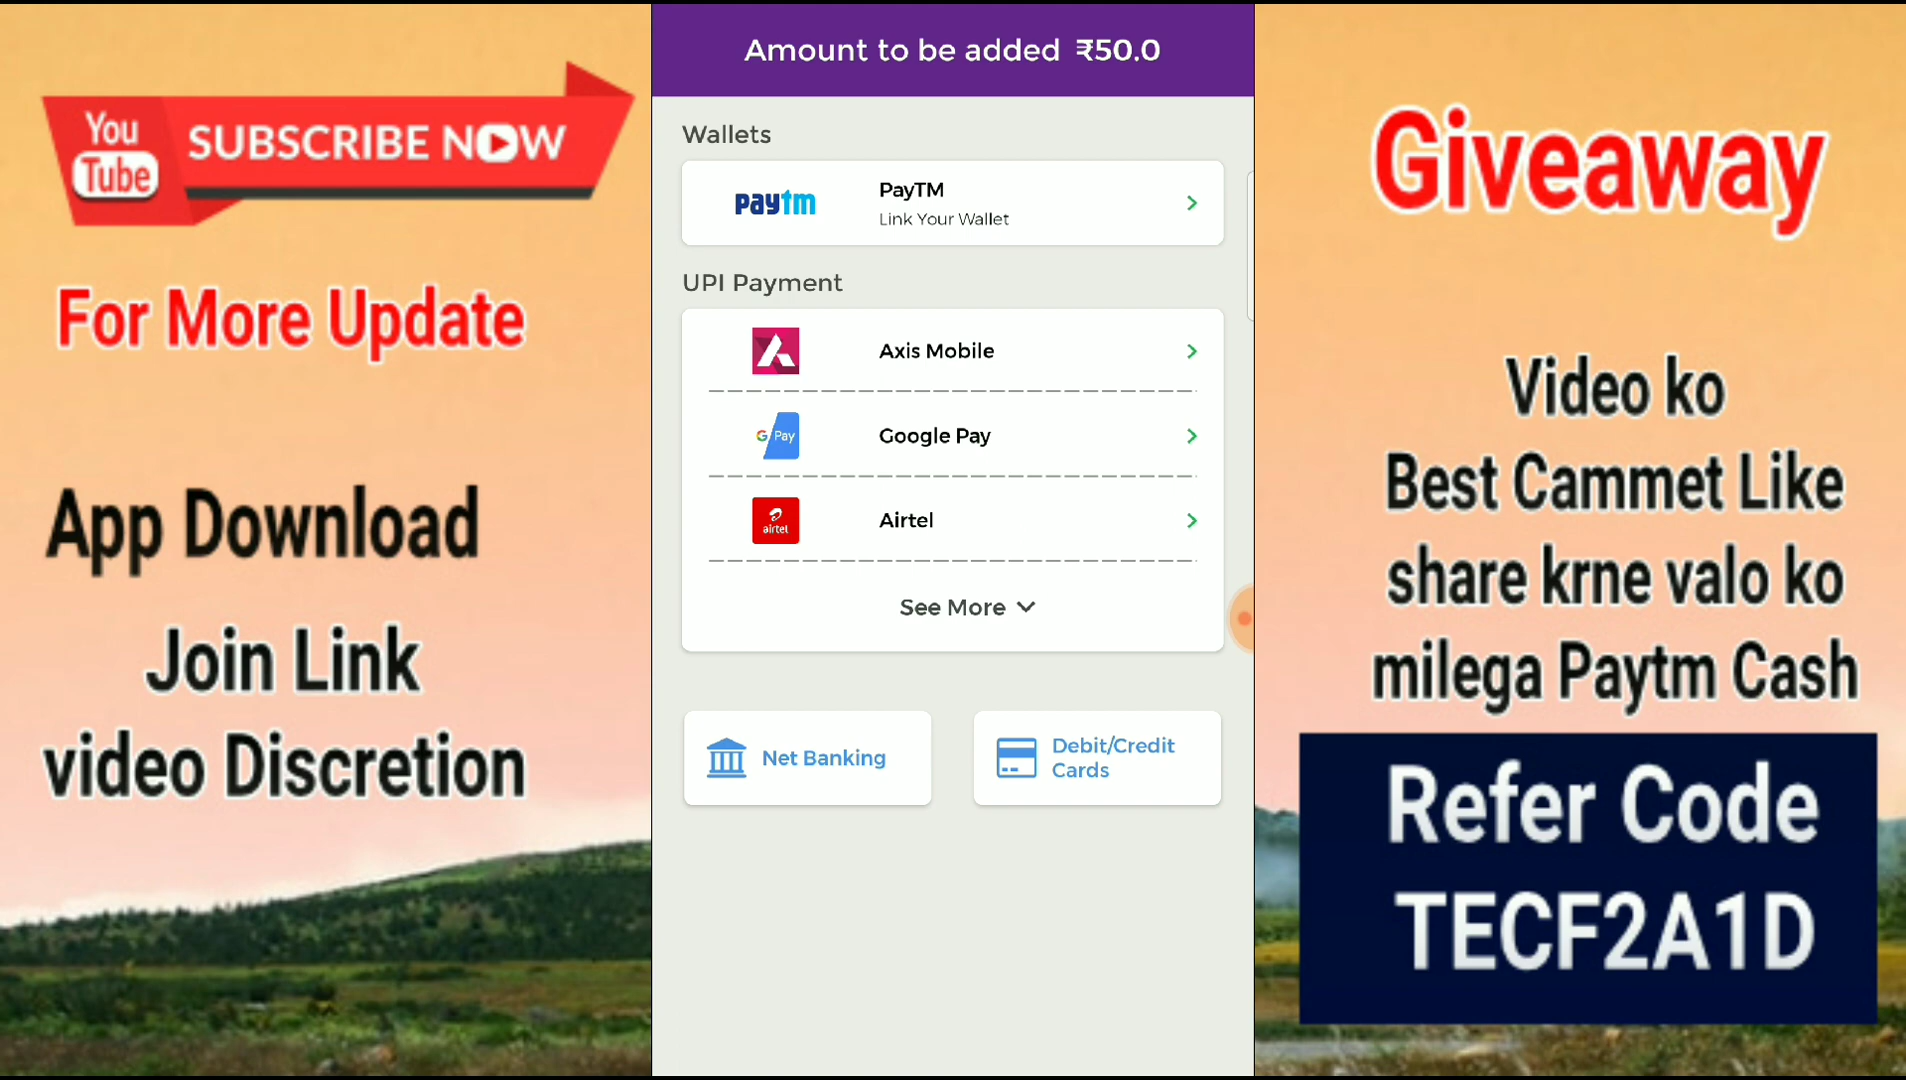 You
Tube
SUBSCRIBE NOW
For More Update
App Download
Join Link
video Discretion
Amount to be added ₹50.0
Wallets
paytm
PayTM
Link Your Wallet
>
UPI Payment
Axis Mobile
>
G Pay
Google Pay
>
airtel
Airtel
>
See More
Net Banking
Debit/Credit
Cards
Giveaway
Video ko
Best Cammet Like
share krne valo ko
milega Paytm Cash
Refer Code
TECF2A1D